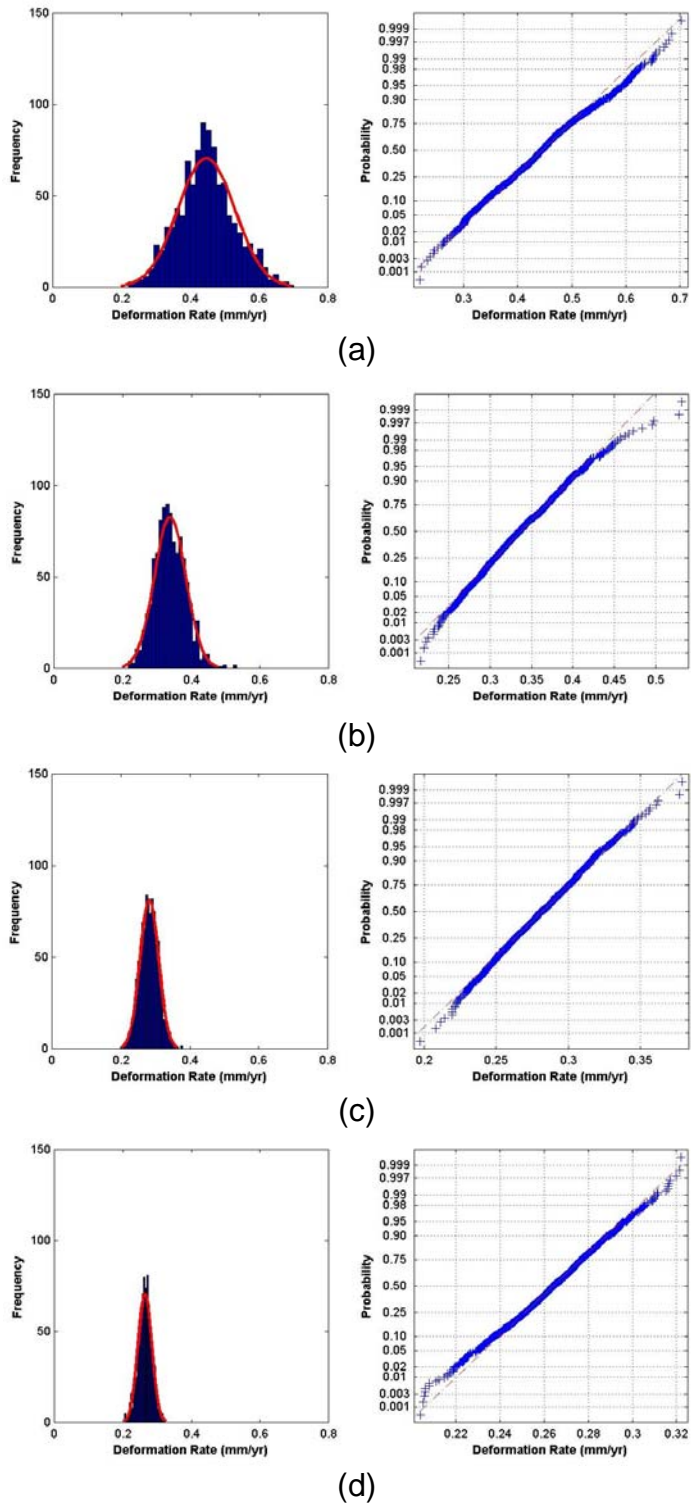 150
100
50
0
Frequency
0 0.2 0.4 0.6 0.8
Deformation Rate (mm/yr)
0.999
0.997
0.99
0.98
0.95
0.90
0.75
0.50
0.25
0.10
0.05
0.02
0.01
0.003
0.001
Probability
0.3 0.4 0.5 0.6 0.7
Deformation Rate (mm/yr)
(a)
150
100
50
0
Frequency
0 0.2 0.4 0.6 0.8
Deformation Rate (mm/yr)
0.999
0.997
0.99
0.98
0.95
0.90
0.75
0.50
0.25
0.10
0.05
0.02
0.01
0.003
0.001
Probability
0.25 0.3 0.35 0.4 0.45 0.5
Deformation Rate (mm/yr)
(b)
150
100
50
0
Frequency
0 0.2 0.4 0.6 0.8
Deformation Rate (mm/yr)
0.999
0.997
0.99
0.98
0.95
0.90
0.75
0.50
0.25
0.10
0.05
0.02
0.01
0.003
0.001
Probability
0.2 0.25 0.3 0.35
Deformation Rate (mm/yr)
(c)
150
100
50
0
Frequency
0 0.2 0.4 0.6 0.8
Deformation Rate (mm/yr)
0.999
0.997
0.99
0.98
0.95
0.90
0.75
0.50
0.25
0.10
0.05
0.02
0.01
0.003
0.001
Probability
0.22 0.24 0.26 0.28 0.3 0.32
Deformation Rate (mm/yr)
(d)